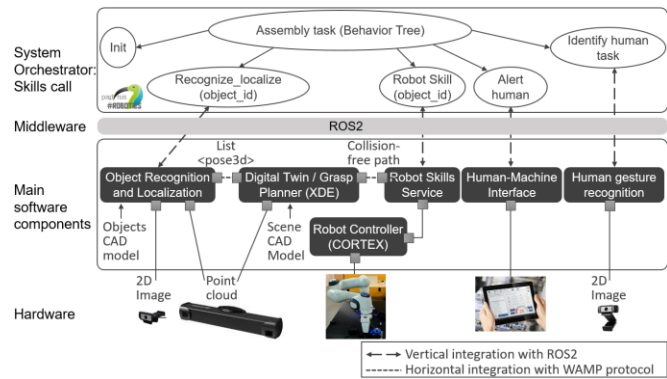 Assembly task (Behavior Tree)
Init
Identify human
task
System
Orchestrator:
Skills call
Recognize_localize
(object_id)
Robot Skill
(object_id)
Alert
human
#ROBOTICS
Middleware
ROS2
List
<pose3d>
Collision-
free path
Main
software
components
Object Recognition
and Localization
Digital Twin / Grasp
Planner (XDE)
Robot Skills
Service
Human-Machine
Interface
Human gesture
recognition
Objects
CAD
model
Scene
CAD
Model
Robot Controller
(CORTEX)
2D
Image
Point
cloud
2D
Image
Hardware
Vertical integration with ROS2
Horizontal integration with WAMP protocol